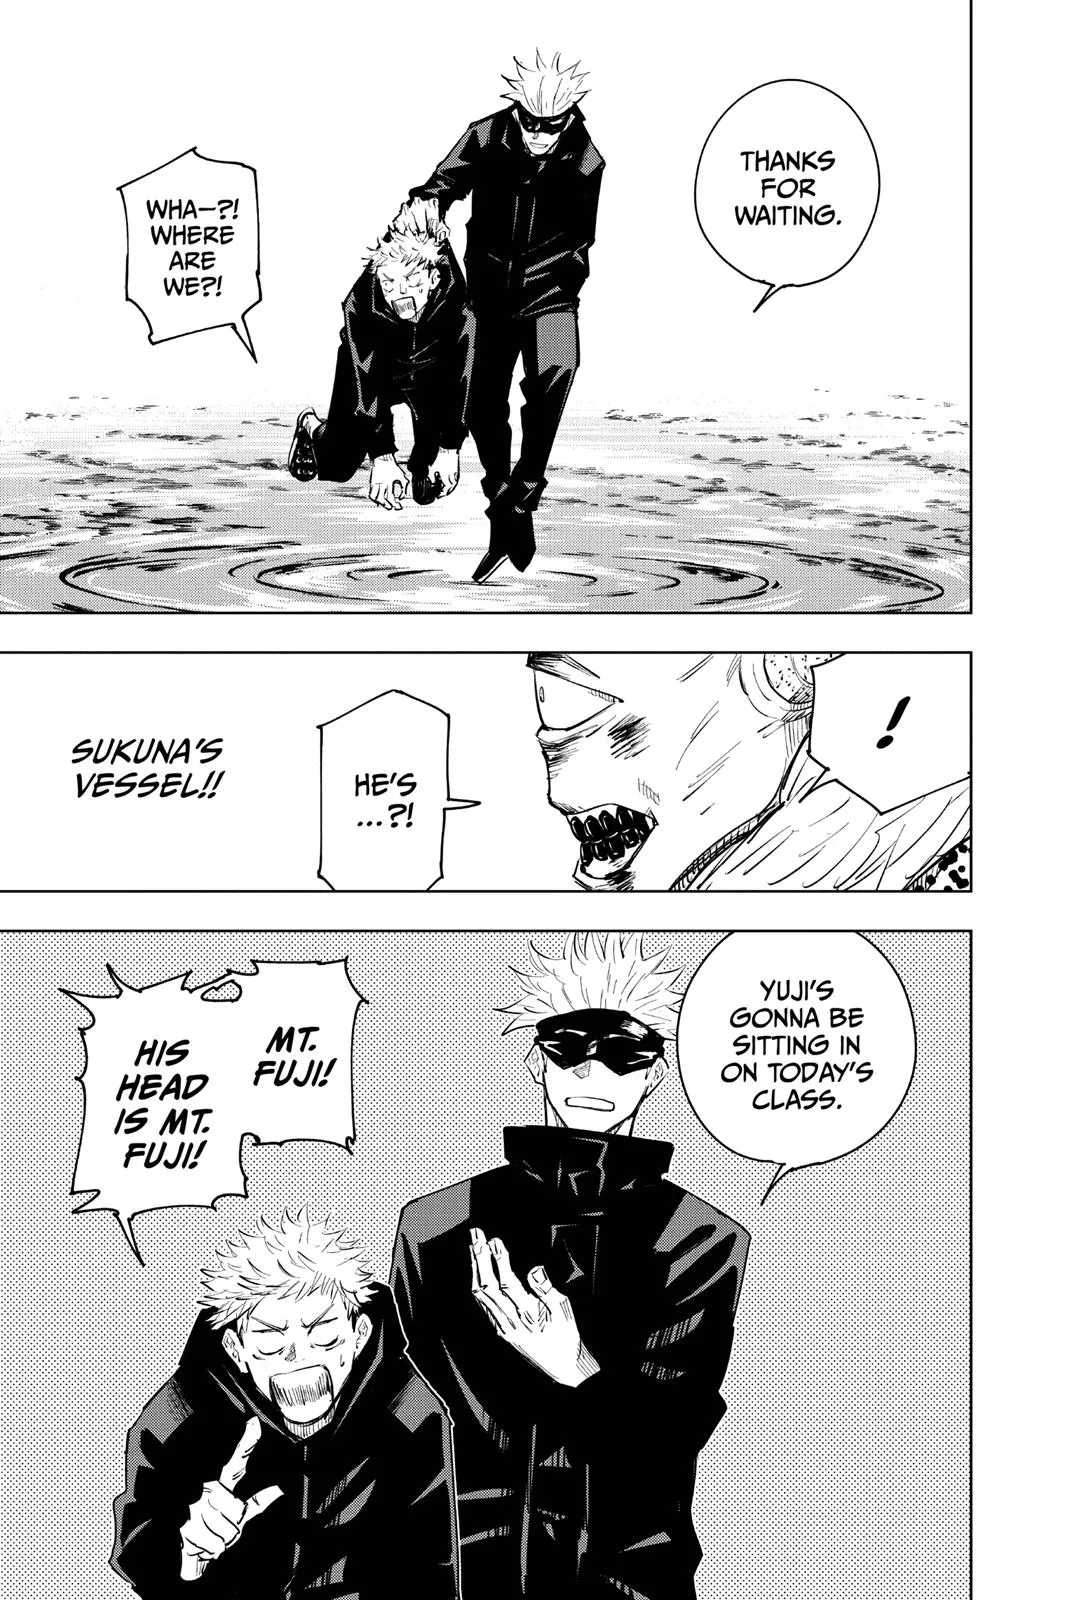 THANKS
FOR
WAITING.
WHA—?!
WHERE
ARE
WE?!
!
HE'S
...?!
SUKUNA'S
VESSEL!!
YUJI'S
GONNA BE
SITTING IN
ON TODAY'S
CLASS.
MT.
FUJI!
HIS
HEAD
IS MT.
FUJI!